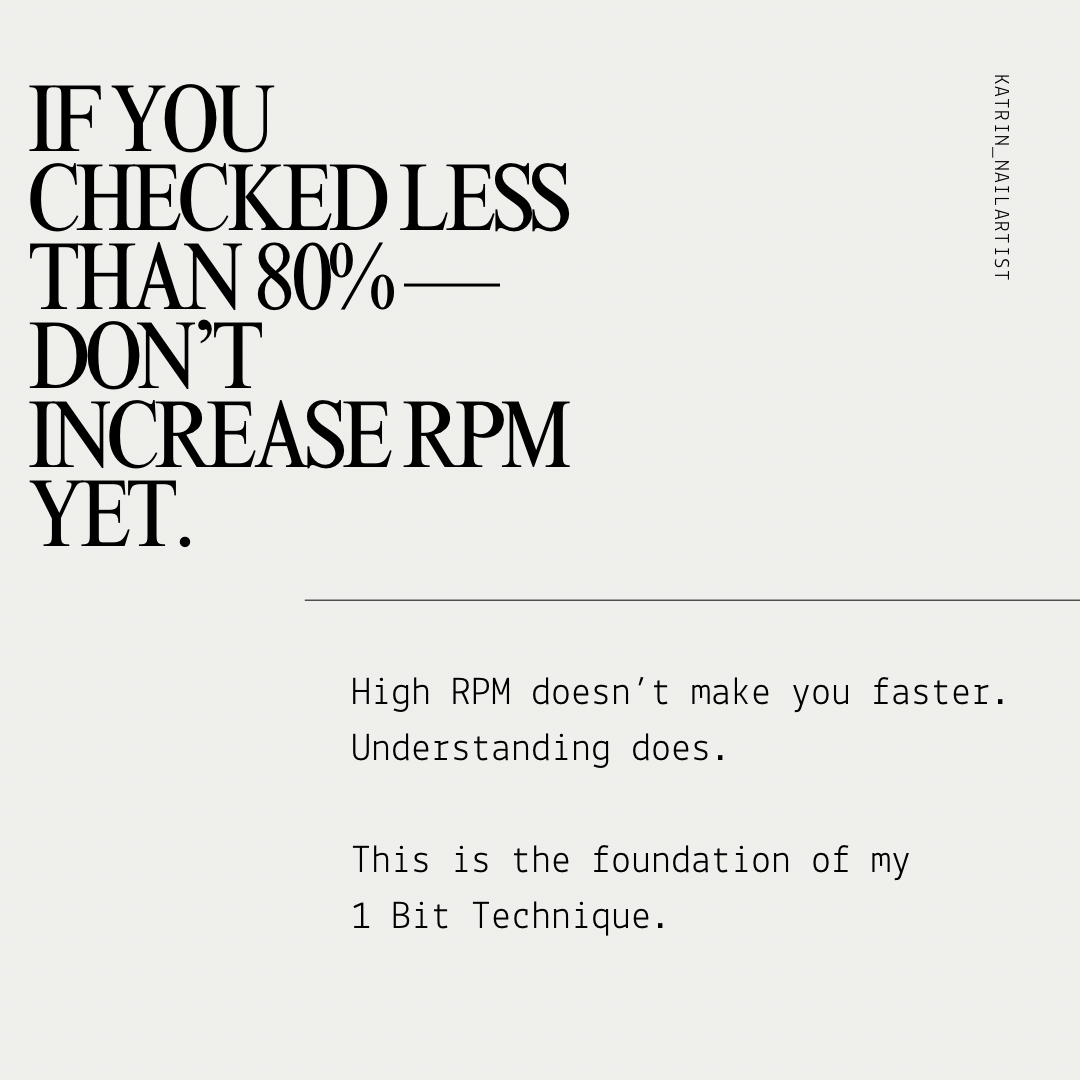 IF YOU
CHECKED LESS
THAN 80% —
DON’T
INCREASE RPM
YET.
KATRIN_NAILARTIST
High RPM doesn’t make you faster.
Understanding does.
This is the foundation of my
1 Bit Technique.